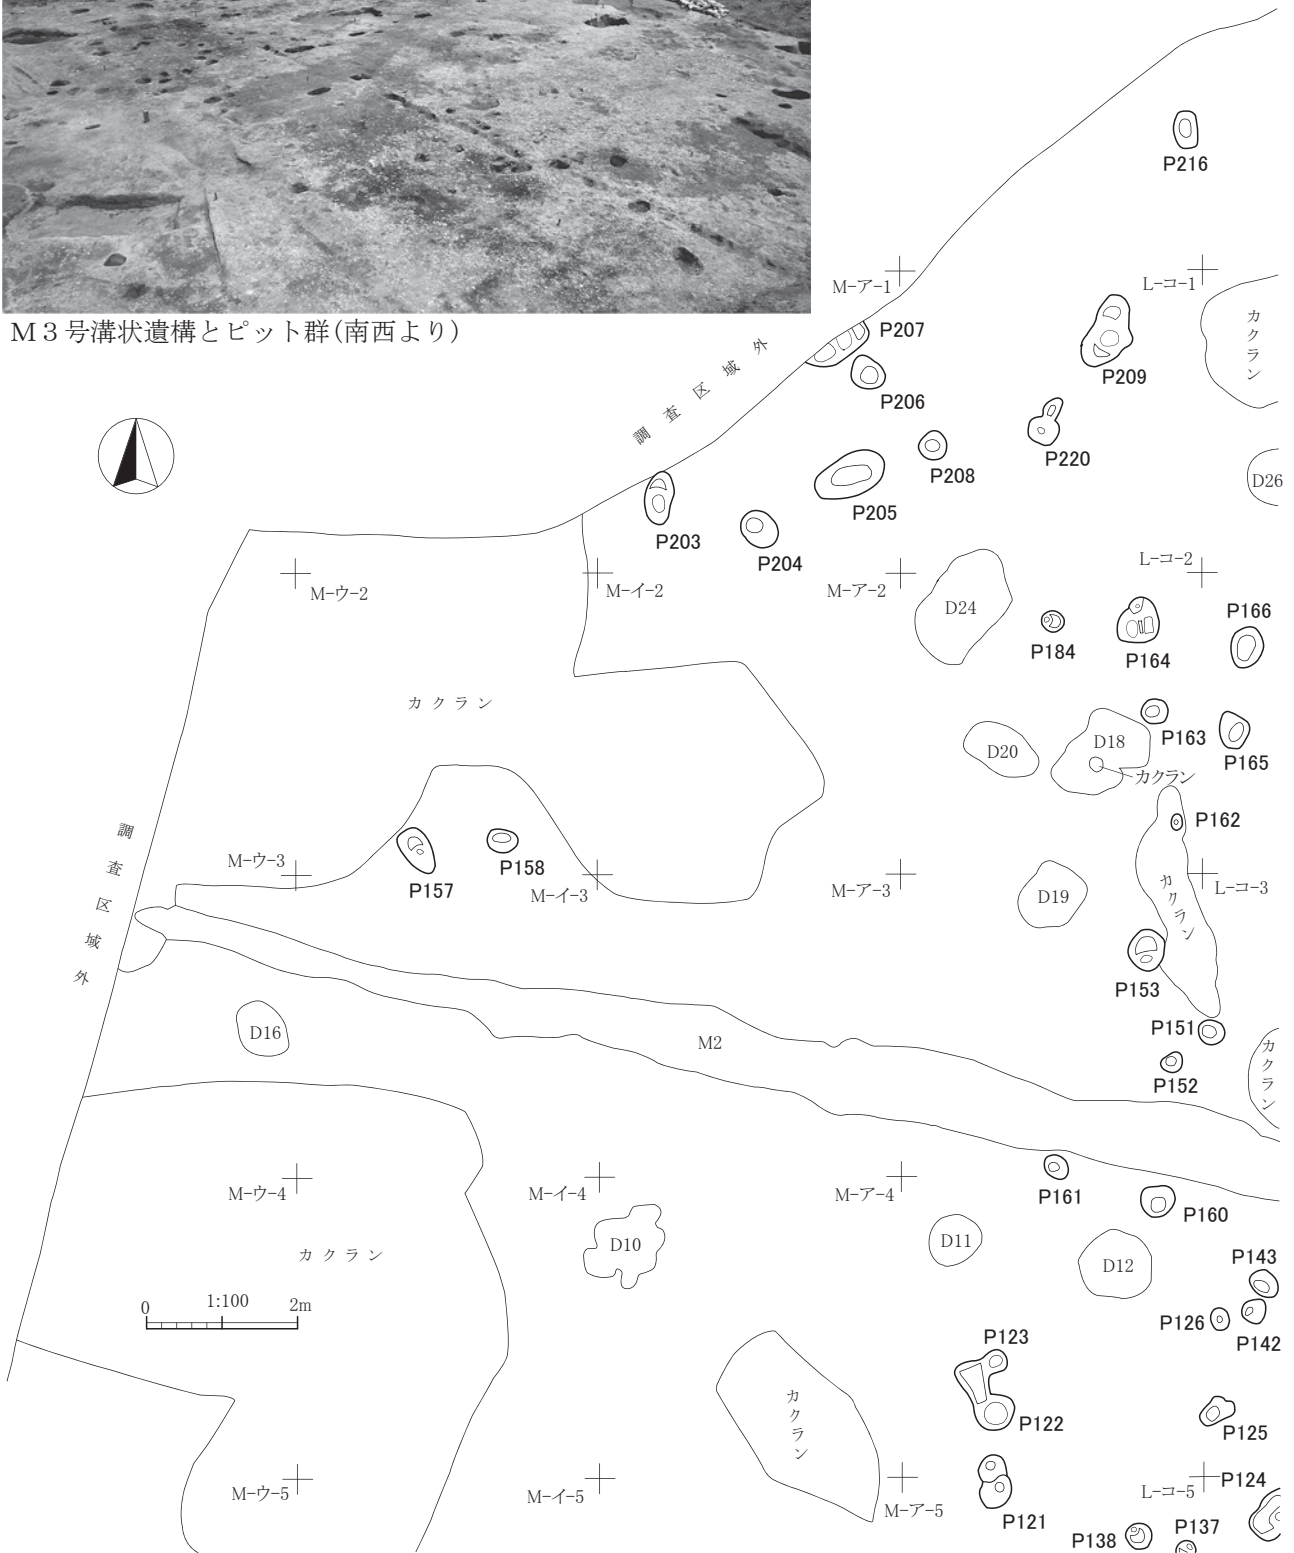 P216
M-ア-1
L-コ-1
M３号溝状遺構とピット群(南西より)
P207
カクラン
調査区域外
P209
P206
P220
P208
D26
P205
P203
P204
L-コ-2
M-ウ-2
M-イ-2
M-ア-2
D24
P166
P184
P164
カクラン
D20
D18
P163
P165
カクラン
P162
調査区域外
M-ウ-3
P157
P158
M-イ-3
M-ア-3
D19
カクラン
L-コ-3
P153
D16
M2
P151
カクラン
P152
M-ウ-4
M-イ-4
M-ア-4
P161
P160
カクラン
D10
D11
D12
P143
0 1:100 2m
P126
P142
P123
カクラン
P122
P125
M-ウ-5
M-イ-5
M-ア-5
L-コ-5
P124
P121
P138
P137